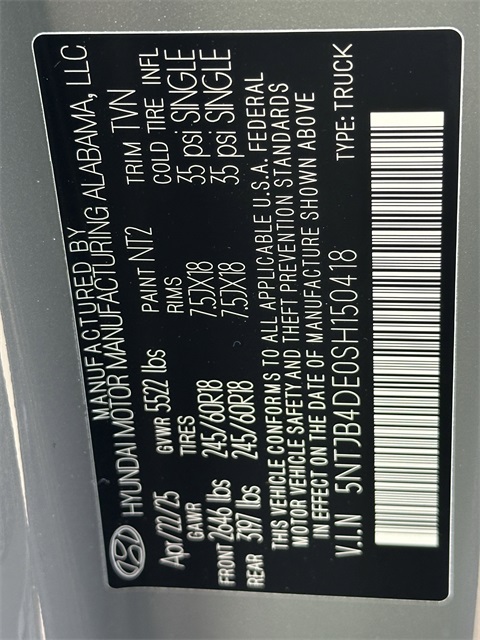 MANUFACTURED BY
HYUNDAI MOTOR MANUFACTURING ALABAMA, LLC
Apr/22/25 GVWR 5522 lbs PAINT NT2 TRIM TVN
GAWR TIRES RIMS COLD TIRE INFL
FRONT 2646 lbs 245/60R18 7.5JX18 35 psi SINGLE
REAR 3197 lbs 245/60R18 7.5JX18 35 psi SINGLE
THIS VEHICLE CONFORMS TO ALL APPLICABLE U.S.A. FEDERAL
MOTOR VEHICLE SAFETY AND THEFT PREVENTION STANDARDS
IN EFFECT ON THE DATE OF MANUFACTURE SHOWN ABOVE
V.I.N 5NTJB4DE0SH150418 TYPE: TRUCK